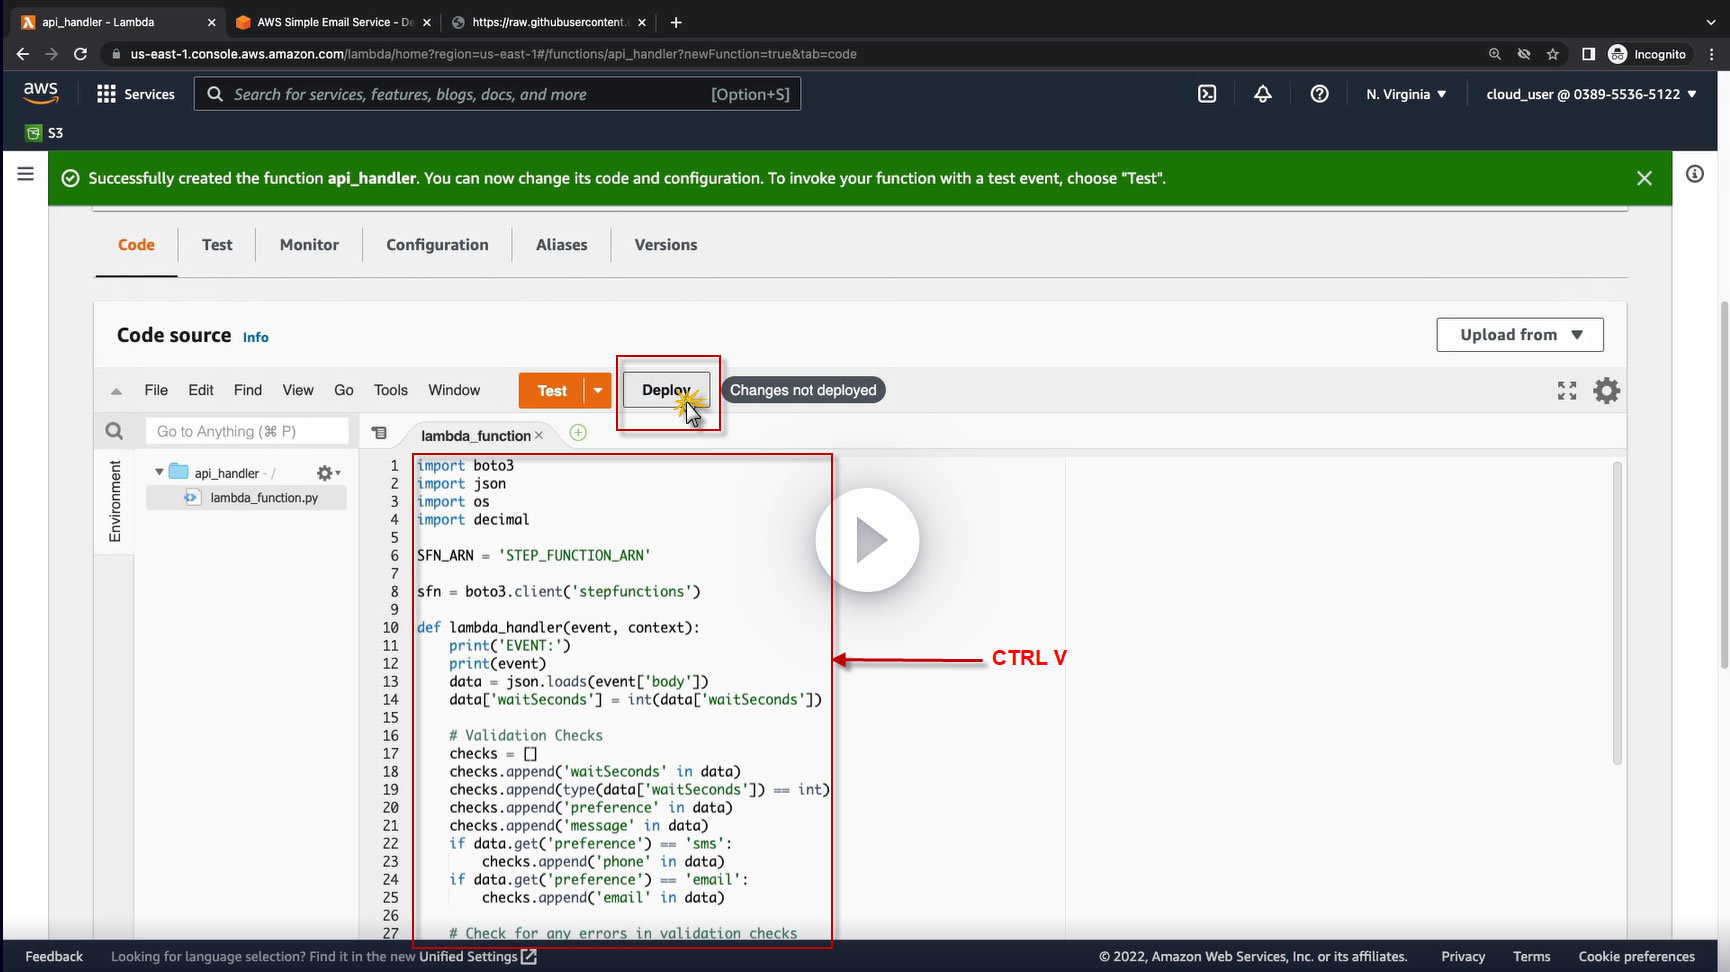 api_handler - Lambda
AWS Simple Email Service - De
https://raw.githubusercontent.
us-east-1.console.aws.amazon.com/lambda/home?region=us-east-1#/functions/api_handler?newFunction=true&tab=code
Incognito
aws
Services
Search for services, features, blogs, docs, and more
[Option+S]
N. Virginia
cloud_user @ 0389-5536-5122
S3
Successfully created the function api_handler. You can now change its code and configuration. To invoke your function with a test event, choose "Test".
Code
Test
Monitor
Configuration
Aliases
Versions
Code source Info
Upload from
File Edit Find View Go Tools Window
Test
Deploy
Changes not deployed
Go to Anything (⌘ P)
lambda_function
Environment
api_handler - /
lambda_function.py
1 import boto3
2 import json
3 import os
4 import decimal
5
6 SFN_ARN = 'STEP_FUNCTION_ARN'
7
8 sfn = boto3.client('stepfunctions')
9
10 def lambda_handler(event, context):
11 print('EVENT:')
12 print(event)
13 data = json.loads(event['body'])
14 data['waitSeconds'] = int(data['waitSeconds'])
15
16 # Validation Checks
17 checks = []
18 checks.append('waitSeconds' in data)
19 checks.append(type(data['waitSeconds']) == int)
20 checks.append('preference' in data)
21 checks.append('message' in data)
22 if data.get('preference') == 'sms':
23 checks.append('phone' in data)
24 if data.get('preference') == 'email':
25 checks.append('email' in data)
26
27 # Check for any errors in validation checks
CTRL V
Feedback
Looking for language selection? Find it in the new Unified Settings
© 2022, Amazon Web Services, Inc. or its affiliates.
Privacy
Terms
Cookie preferences